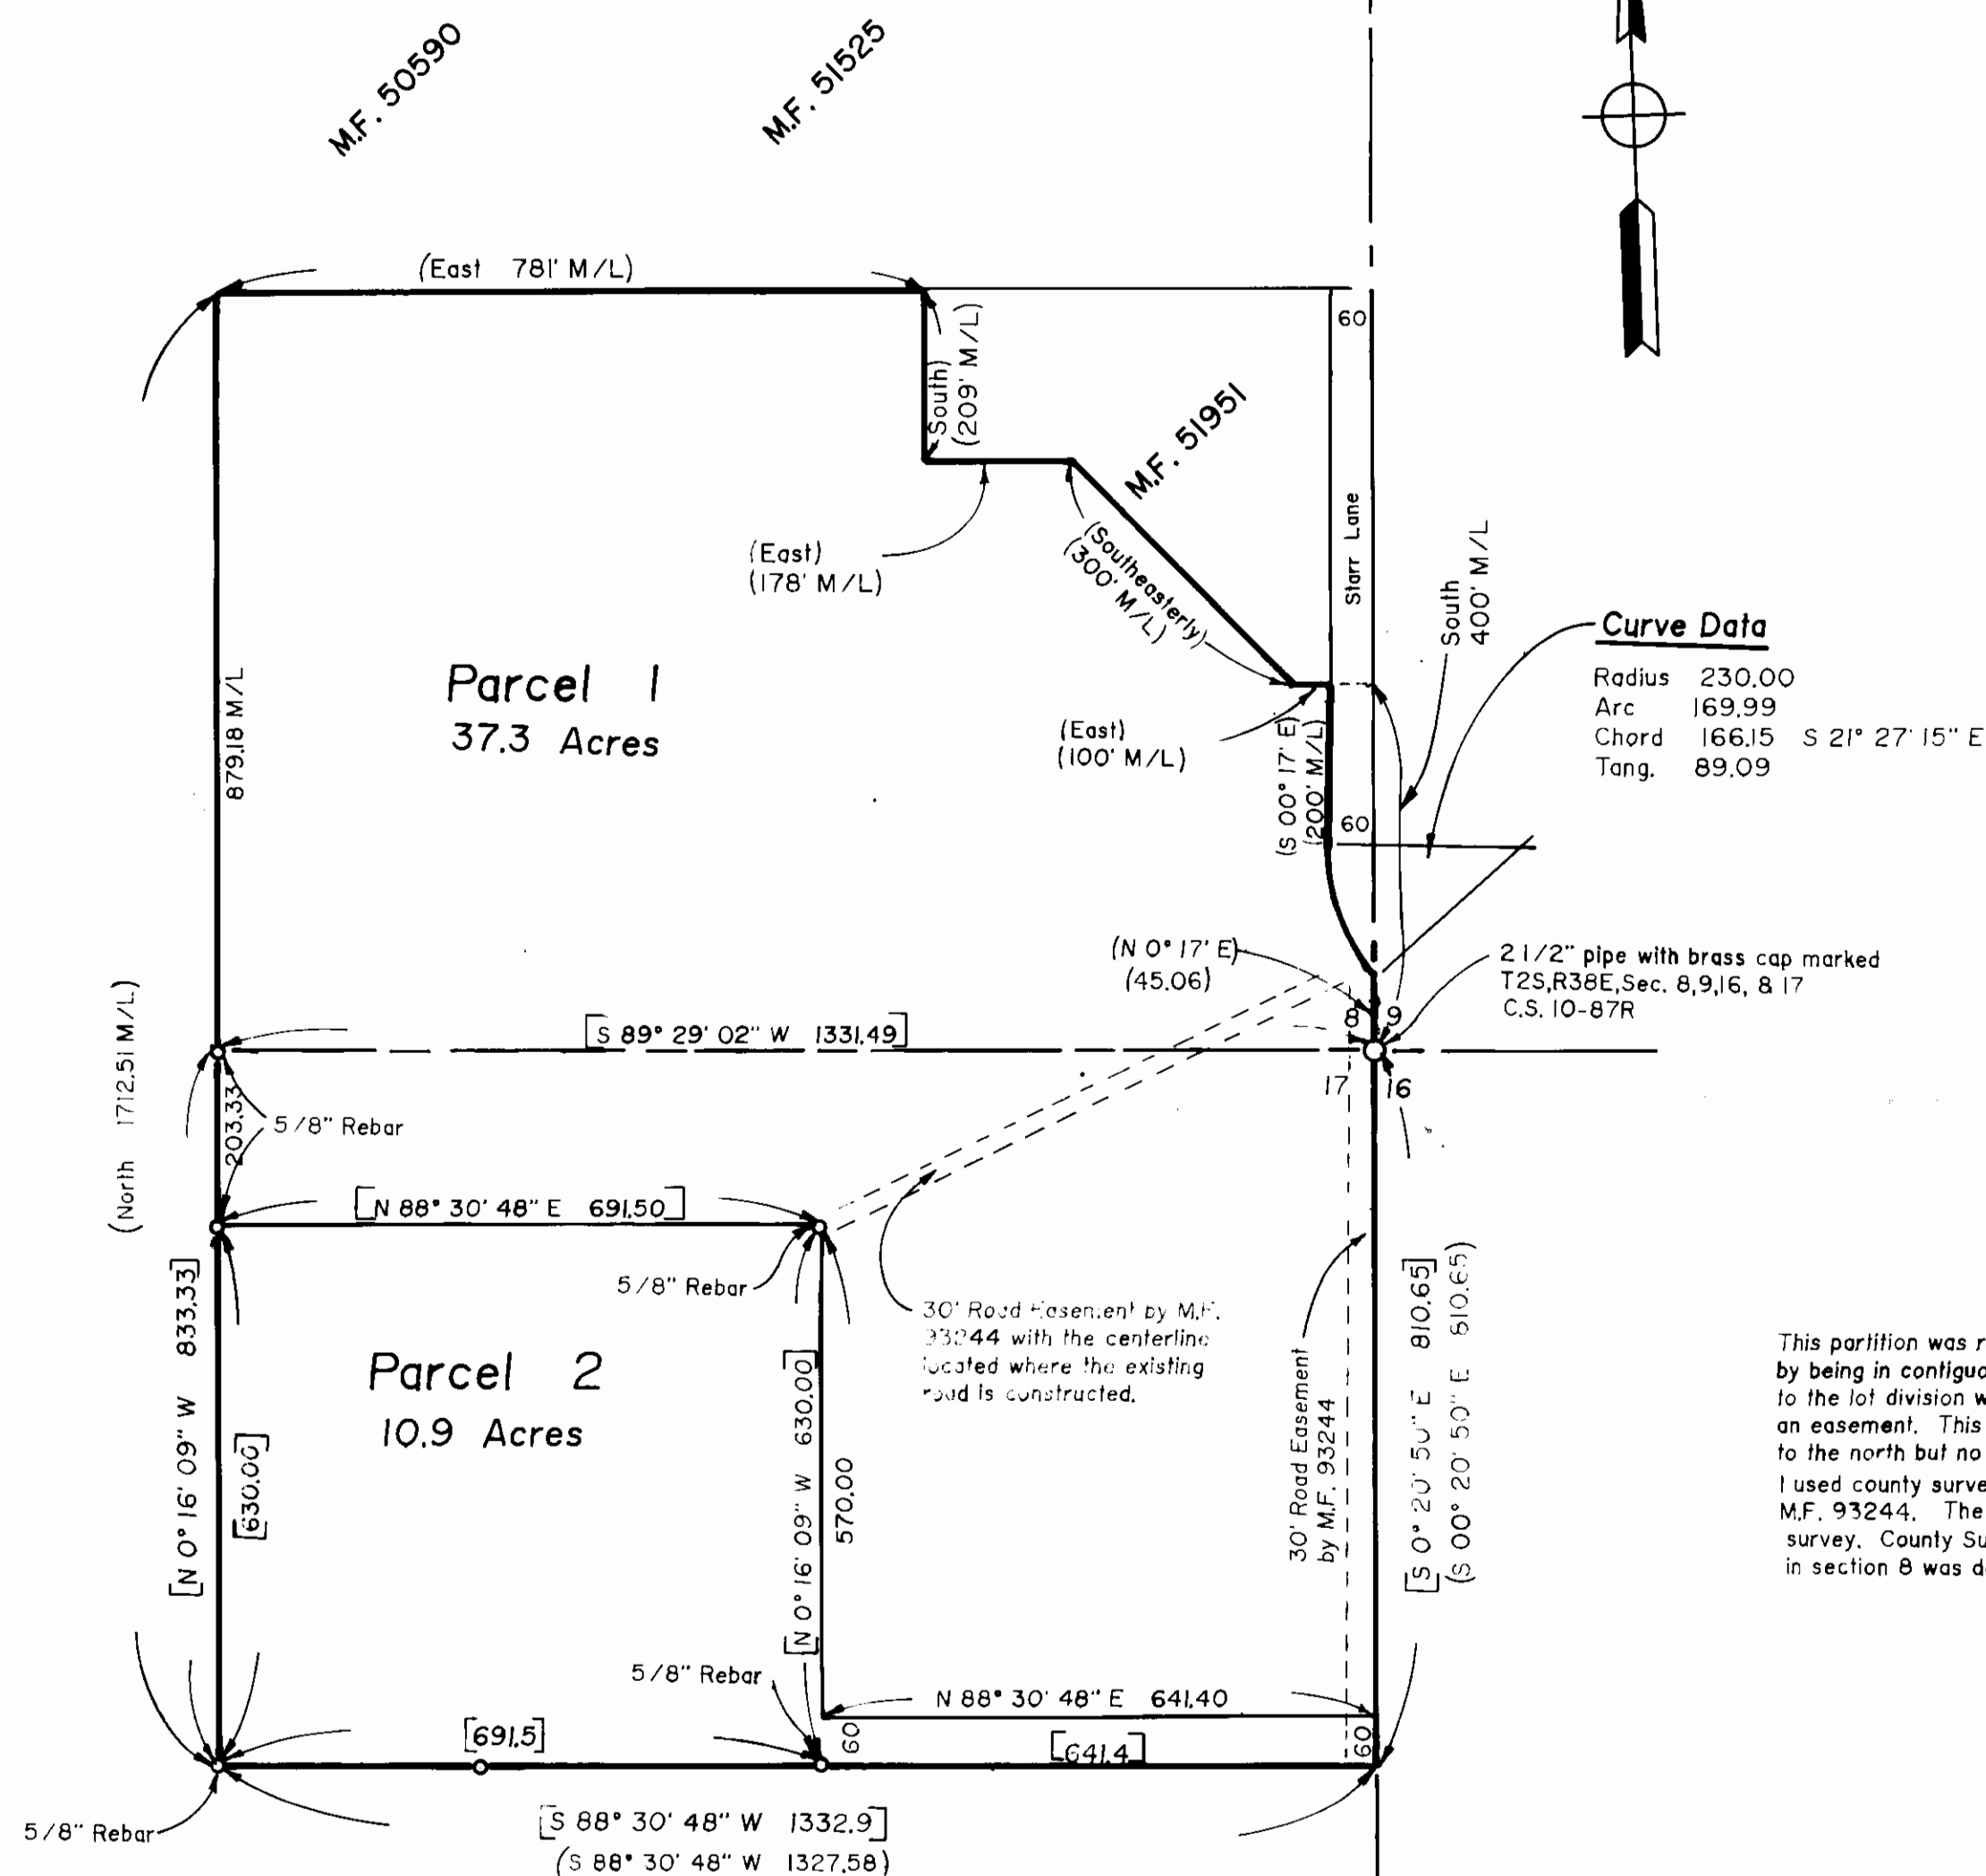 M.F. 50590
M.F. 51525
(East 781' M/L)
60
South)
(209' M/L)
M.F. 51951
Starr Lane
(East)
(178' M/L)
(Southeasterly)
(300' M/L)
South
400' M/L
Curve Data
Radius 230.00
Arc 169.99
Chord 166.15 S 21° 27' 15" E
Tang. 89.09
Parcel 1
37.3 Acres
879.18 M/L
(East)
(100' M/L)
(S 00° 17' E)
(200' M/L)
60
(N 0° 17' E)
(45.06)
2 1/2" pipe with brass cap marked
T2S,R38E,Sec. 8,9,16, & 17
C.S. 10-87R
8 9
17 16
[S 89° 29' 02" W 1331.49]
(North 1712.51 M/L)
203.33
5/8" Rebar
[N 88° 30' 48" E 691.50]
5/8" Rebar
30' Road Easement by M.F.
93244 with the centerline
located where the existing
road is constructed.
[N 0° 16' 09" W 833.33]
[630.00]
Parcel 2
10.9 Acres
[N 0° 16' 09" W 630.00]
570.00
30' Road Easement
by M.F. 93244
[S 0° 20' 50" E 810.65]
(S 00° 20' 50" E 810.65)
This partition was r
by being in contiguo
to the lot division w
an easement. This
to the north but no
I used county surve
M.F. 93244. The
survey. County Su
in section 8 was d
5/8" Rebar
N 88° 30' 48" E 641.40
60
60
[691.5]
[641.4]
5/8" Rebar
[S 88° 30' 48" W 1332.9]
(S 88° 30' 48" W 1327.58)